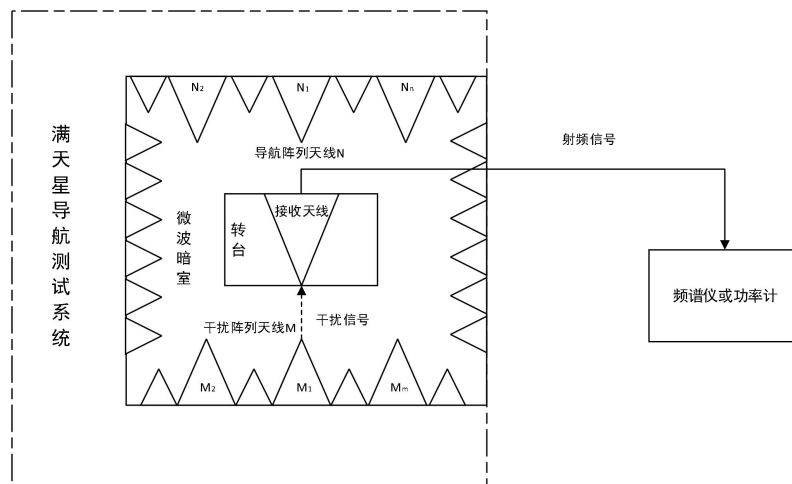 N₂
N₁
Nₙ
导航阵列天线N
射频信号
满天星导航测试系统
微波暗室
转台
接收天线
频谱仪或功率计
干扰阵列天线M
干扰信号
M₂
M₁
Mₘ